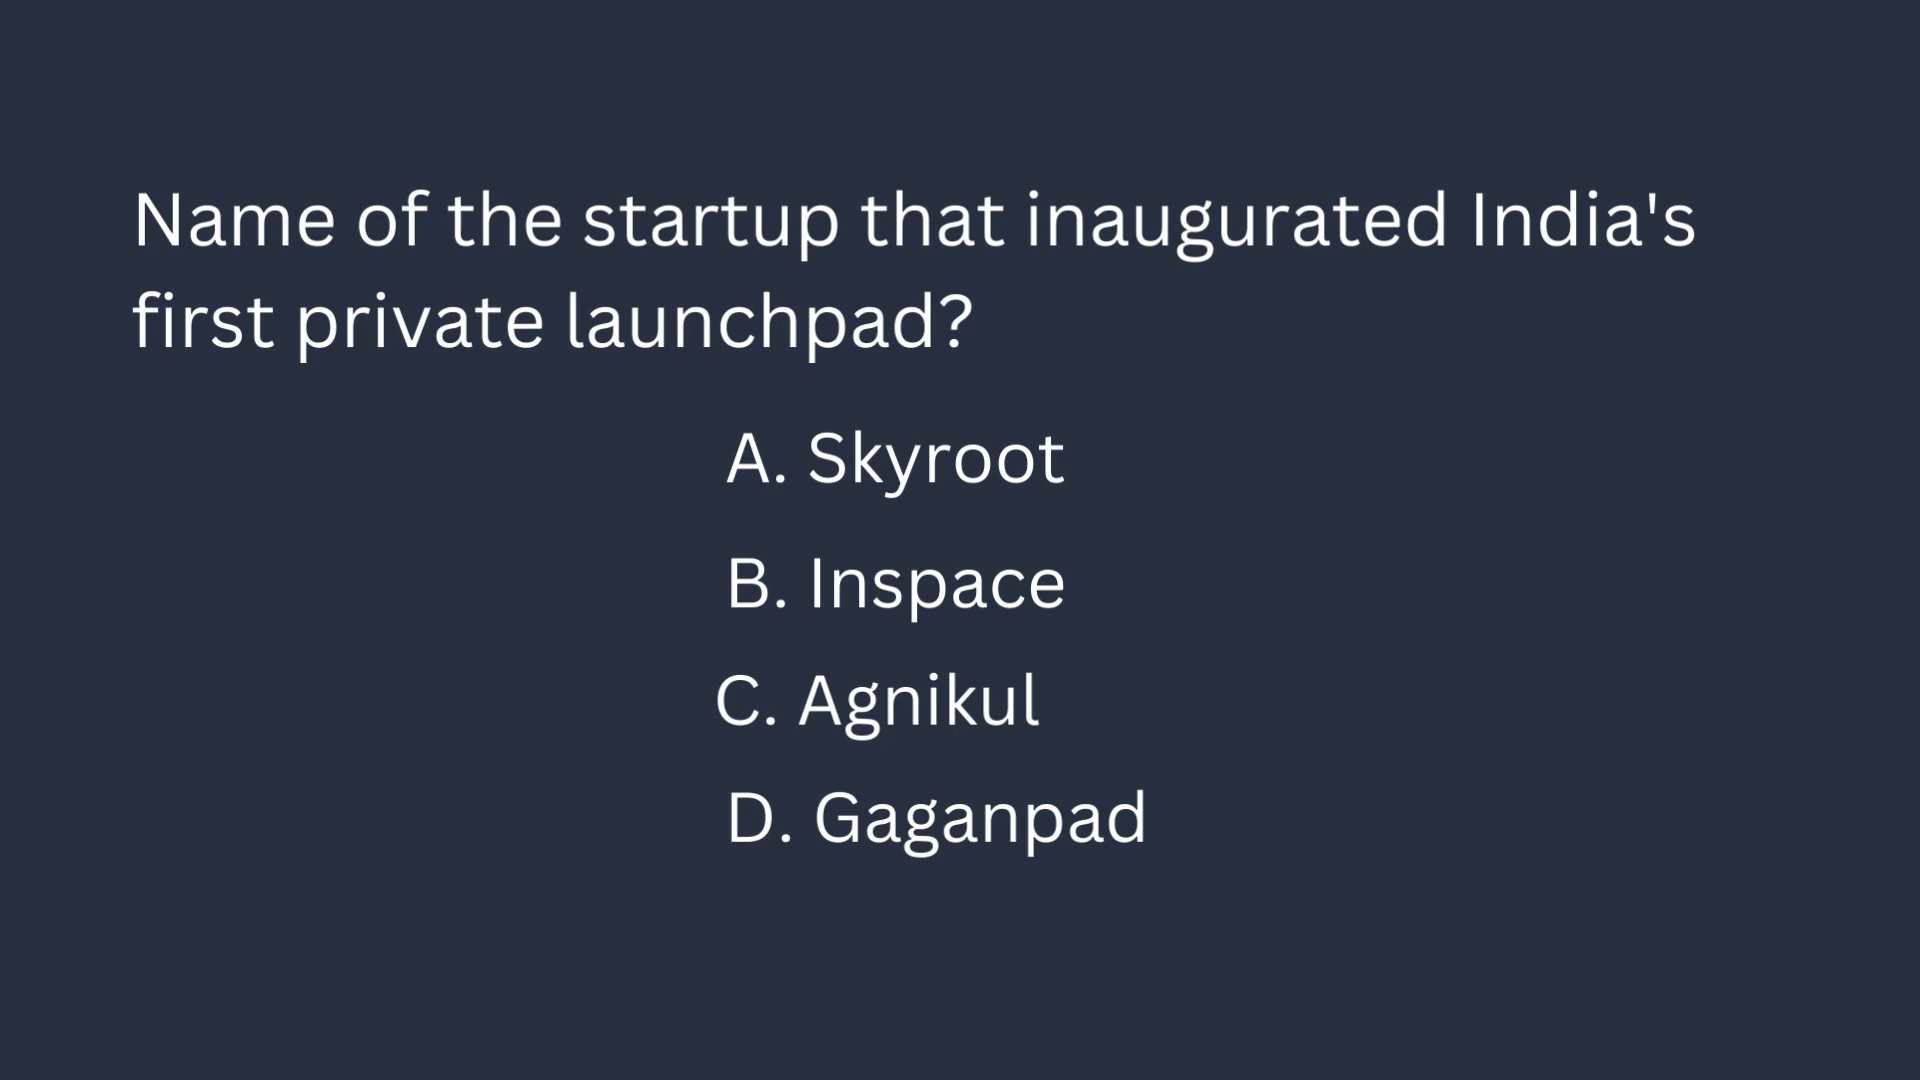 Name of the startup that inaugurated India's
first private launchpad?
A. Skyroot
B. Inspace
C. Agnikul
D. Gaganpad